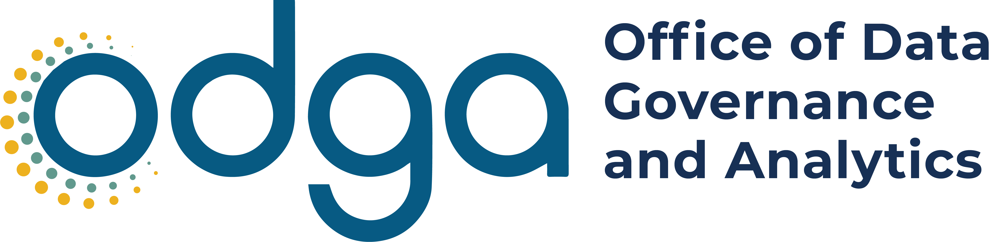 odga
Office of Data
Governance
and Analytics